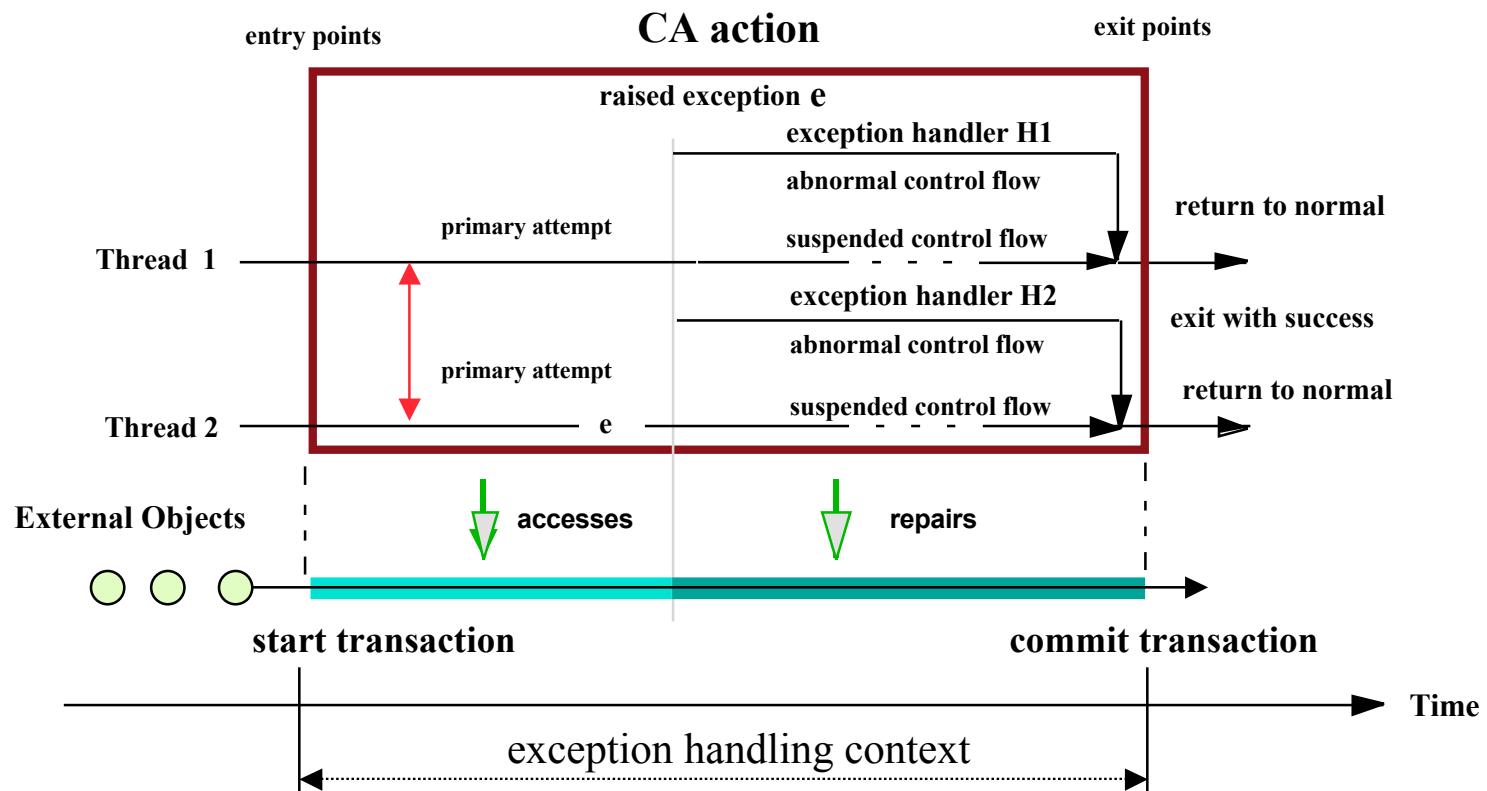 CA action
entry points
exit points
raised exception e
exception handler H1
abnormal control flow
return to normal
primary attempt
suspended control flow
Thread 1
exception handler H2
exit with success
abnormal control flow
primary attempt
return to normal
suspended control flow
Thread 2
e
External Objects
accesses
repairs
start transaction
commit transaction
Time
exception handling context